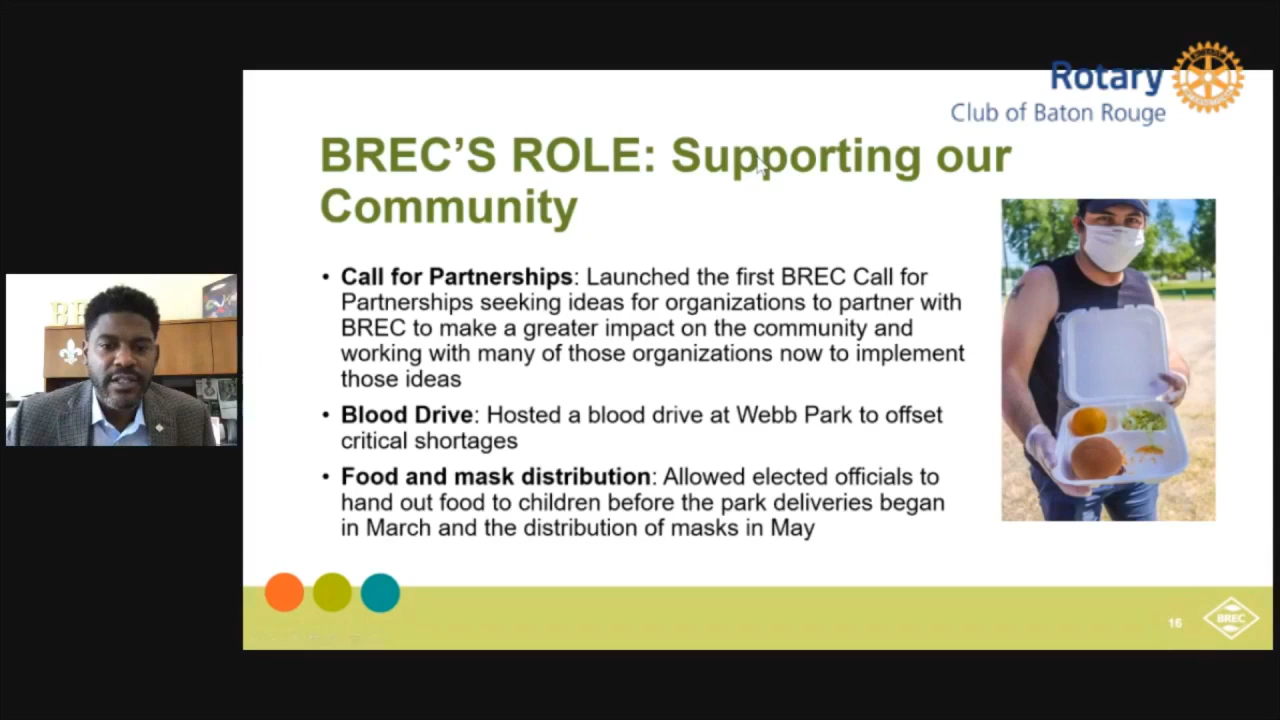 Rotary
Club of Baton Rouge
BREC'S ROLE: Supporting our
Community
• Call for Partnerships: Launched the first BREC Call for
Partnerships seeking ideas for organizations to partner with
BREC to make a greater impact on the community and
working with many of those organizations now to implement
those ideas
• Blood Drive: Hosted a blood drive at Webb Park to offset
critical shortages
• Food and mask distribution: Allowed elected officials to
hand out food to children before the park deliveries began
in March and the distribution of masks in May
16
BREC